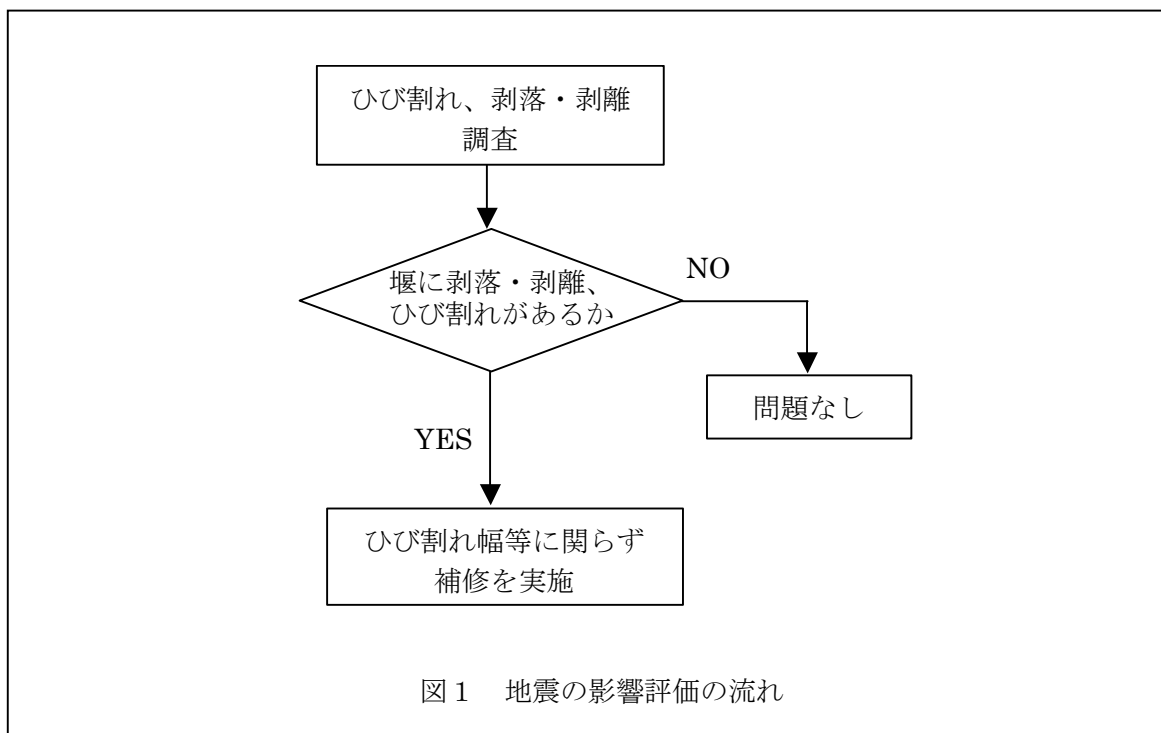 ひび割れ、剥落・剥離
調査
堰に剥落・剥離、
ひび割れがあるか
NO
問題なし
YES
ひび割れ幅等に関らず
補修を実施
図１　地震の影響評価の流れ